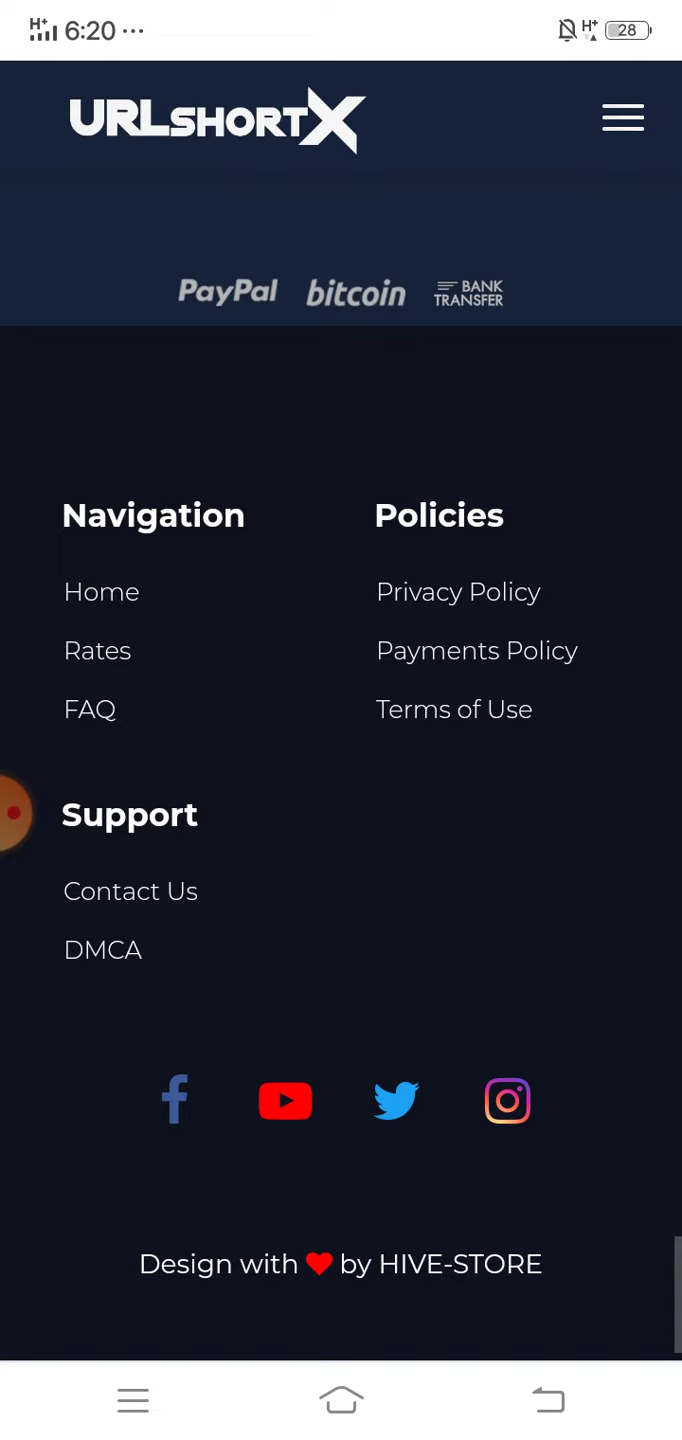 H+ 6:20 ... H+ 28
URLSHORTX
PayPal bitcoin BANK TRANSFER
Navigation
Policies
Home
Privacy Policy
Rates
Payments Policy
FAQ
Terms of Use
Support
Contact Us
DMCA
Design with ❤ by HIVE-STORE